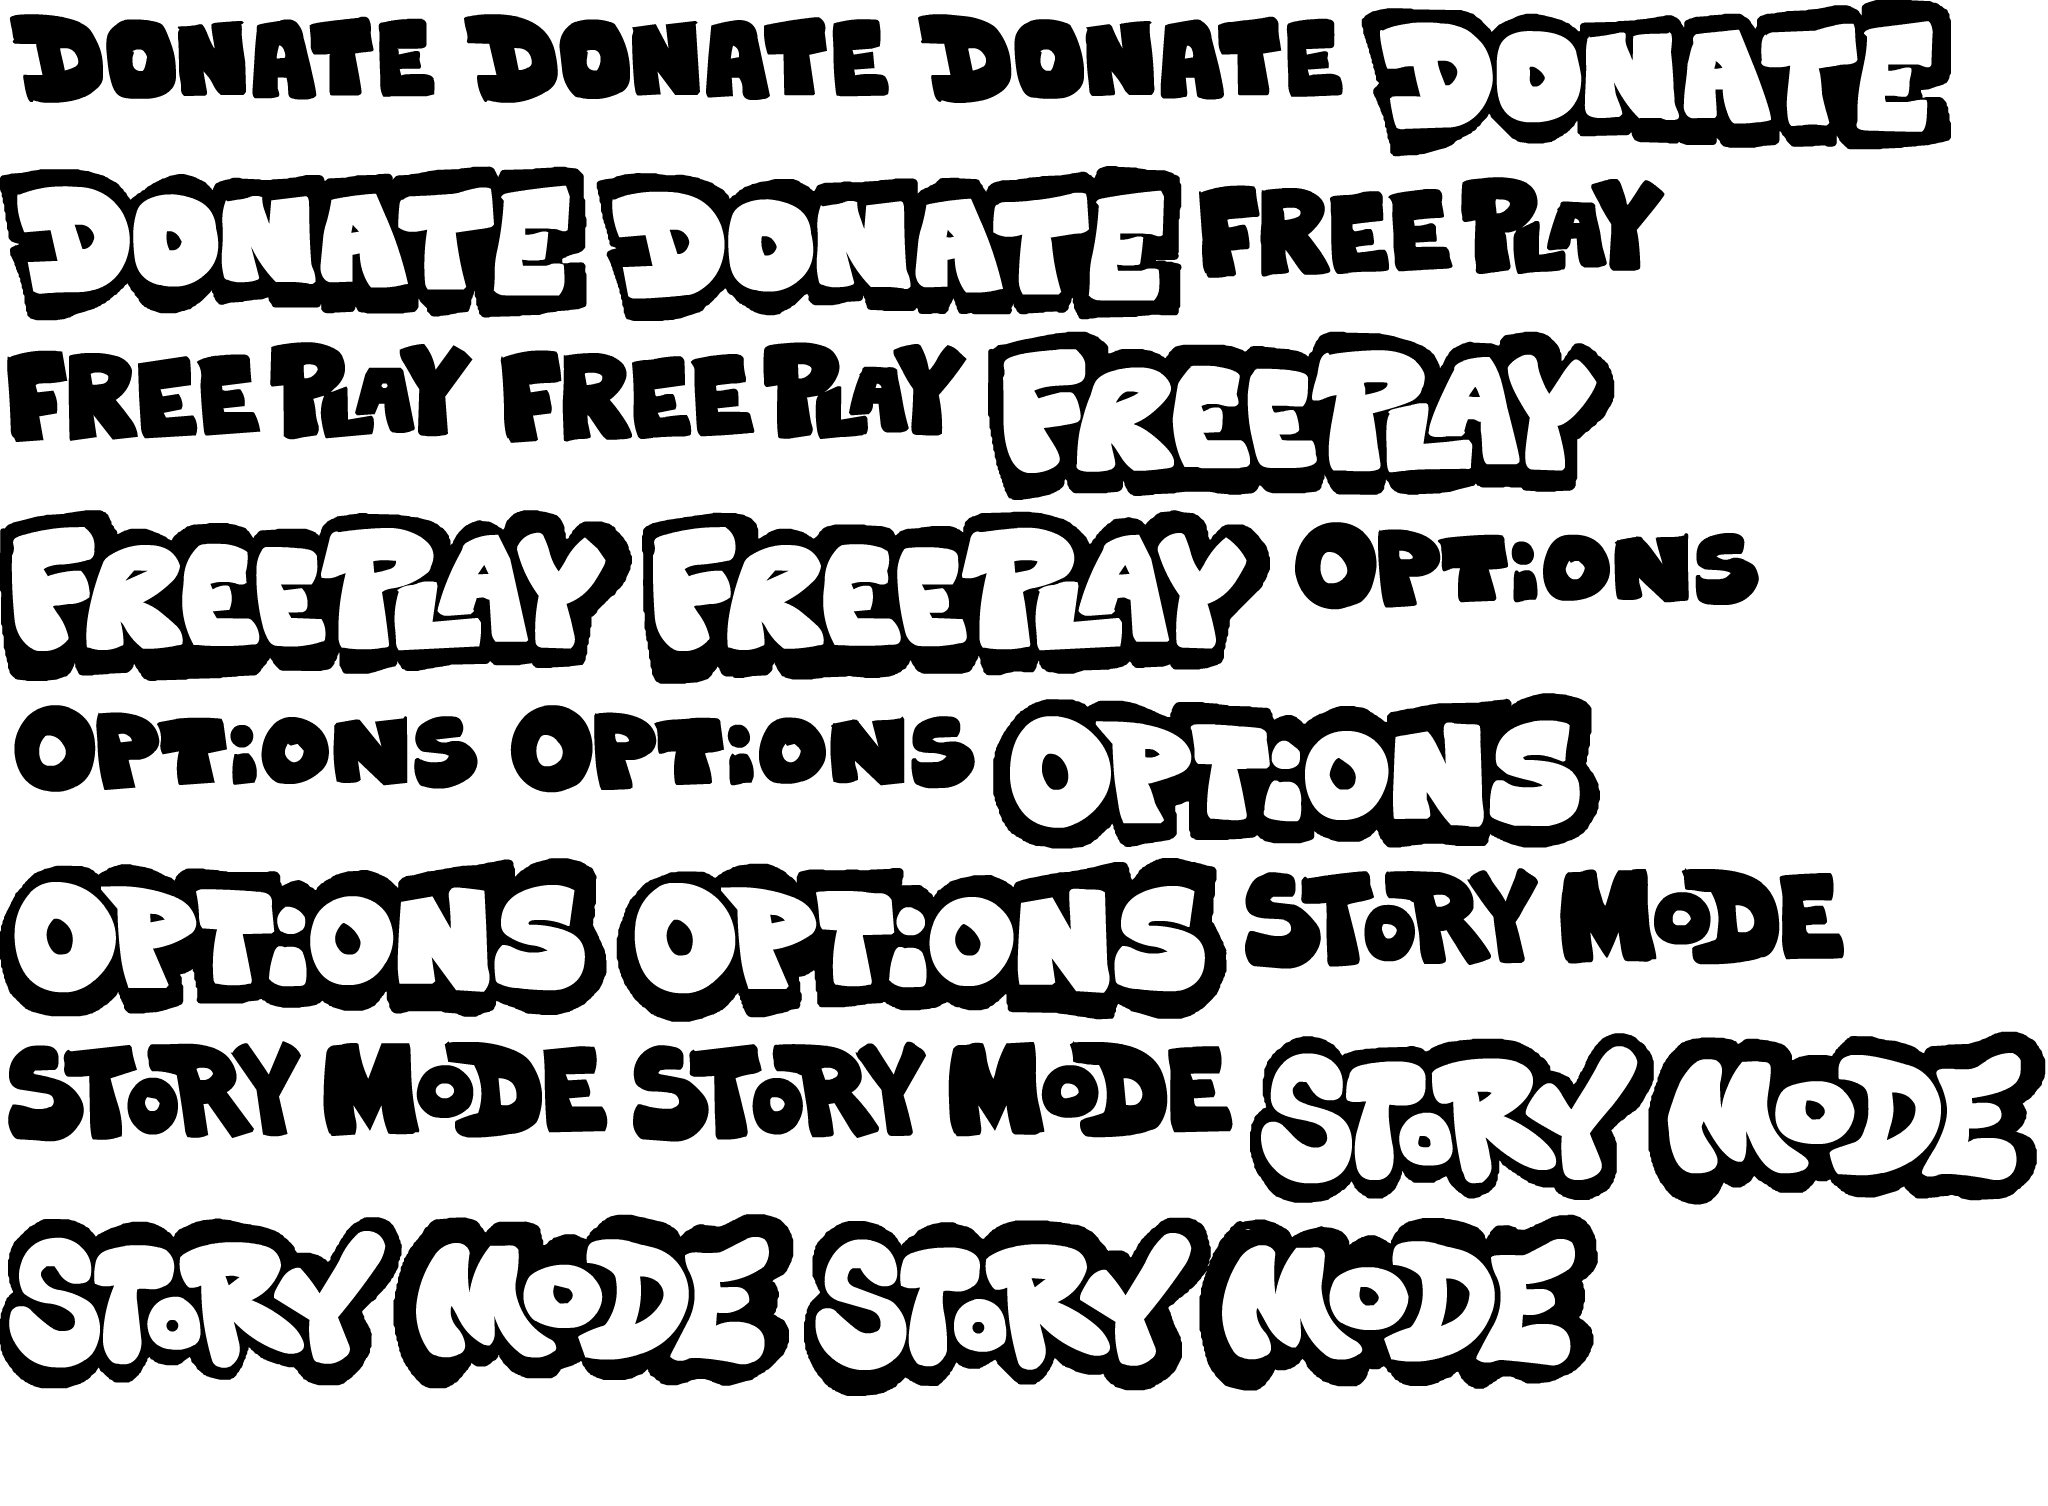 DONATE DONATE DONATE DONATE
DONATE DONATE FREEPLAY
FREEPLAY FREEPLAY FREEPLAY
FREEPLAY FREEPLAY OPTiONS
OPTiONS OPTiONS OPTiONS
OPTiONS OPTiONS STORY MODE
STORY MODE STORY MODE STORY MODE
STORY MODE STORY MODE